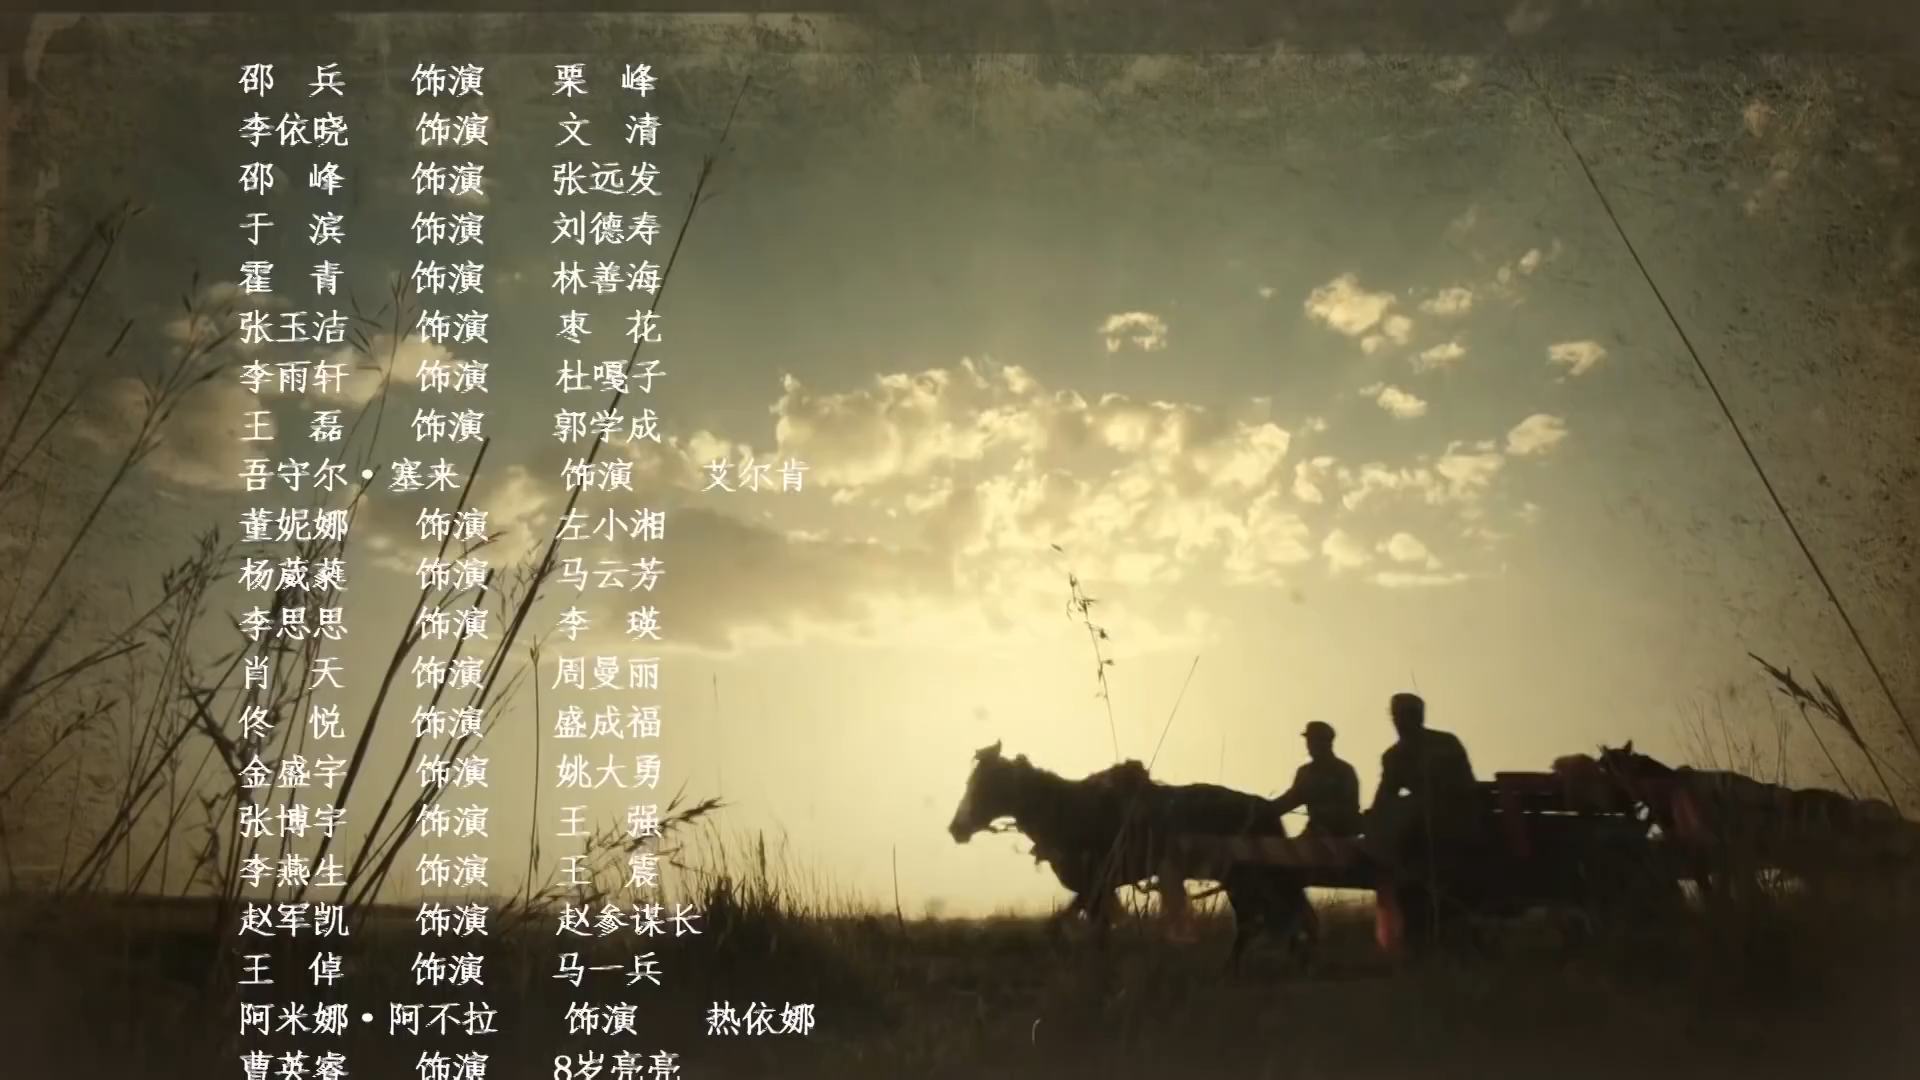 邵 兵 饰演 栗 峰
李依晓 饰演 文 清
邵 峰 饰演 张远发
于 滨 饰演 刘德寿
霍 青 饰演 林善海
张玉洁 饰演 枣 花
李雨轩 饰演 杜嘎子
王 磊 饰演 郭学成
吾守尔·塞来 饰演 艾尔肯
董妮娜 饰演 左小湘
杨葳蕤 饰演 马云芳
李思思 饰演 李 瑛
肖 天 饰演 周曼丽
佟 悦 饰演 盛成福
金盛宇 饰演 姚大勇
张博宇 饰演 王 强
李燕生 饰演 王 震
赵军凯 饰演 赵参谋长
王 倬 饰演 马一兵
阿米娜·阿不拉 饰演 热依娜
曹英睿 饰演 8岁亮亮